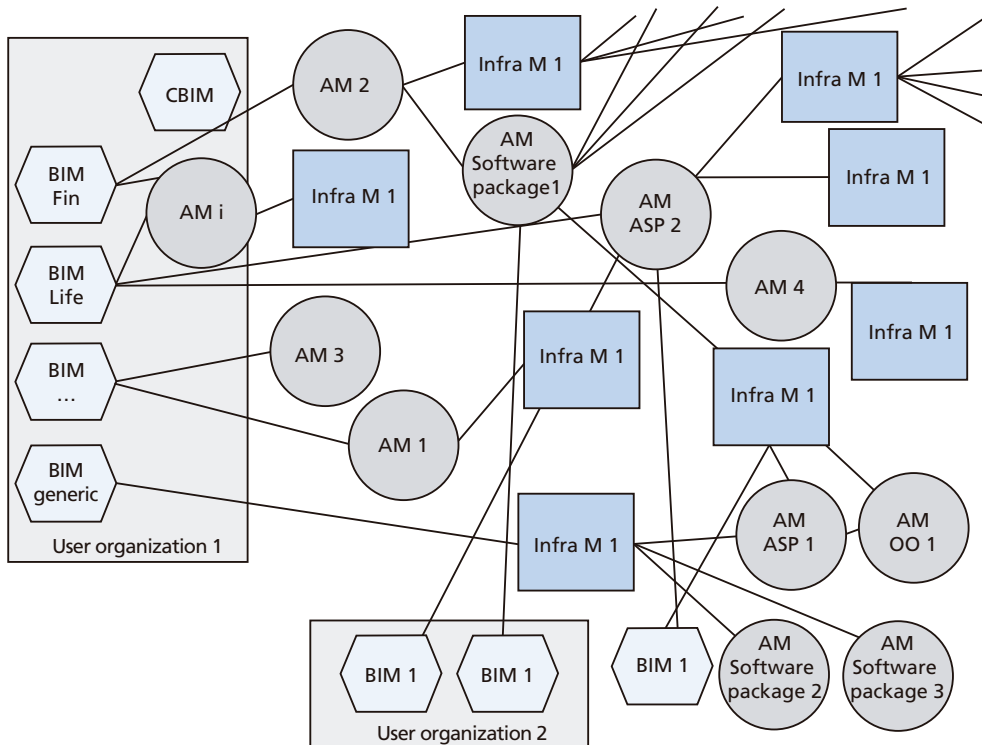 CBIM
AM 2
Infra M 1
Infra M 1
BIM
Fin
AM i
Infra M 1
AM
Software
package1
AM
ASP 2
Infra M 1
BIM
Life
AM 4
Infra M 1
BIM
...
AM 3
Infra M 1
Infra M 1
AM 1
BIM
generic
Infra M 1
AM
ASP 1
AM
OO 1
User organization 1
BIM 1
BIM 1
BIM 1
AM
Software
package 2
AM
Software
package 3
User organization 2